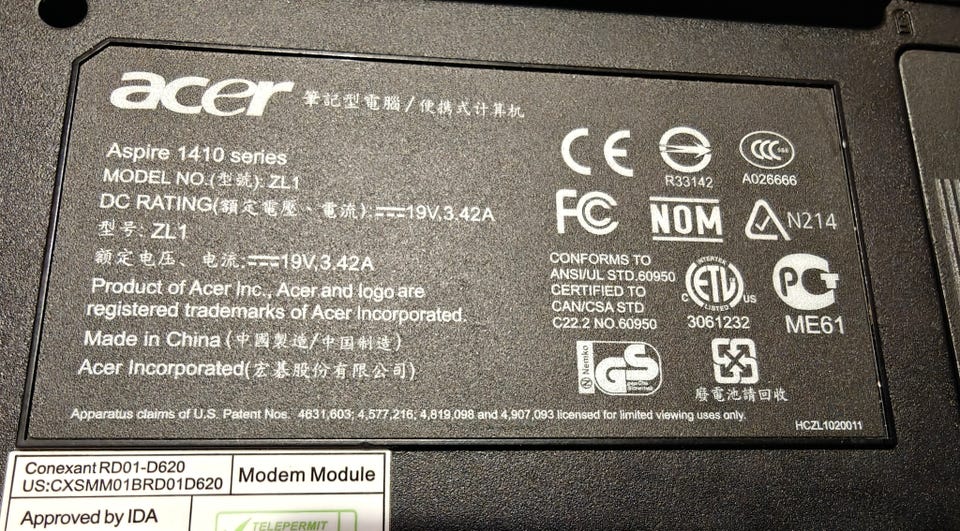 acer 筆記型電腦/便携式计算机
Aspire 1410 series
MODEL NO.(型號): ZL1
DC RATING(額定電壓、電流):⎓19V,3.42A
型号: ZL1
额定电压、电流:⎓19V,3.42A
Product of Acer Inc., Acer and logo are
registered trademarks of Acer Incorporated.
Made in China (中國製造/中国制造)
Acer Incorporated(宏碁股份有限公司)
CE
R33142
CCC
A026666
FC
NOM
N214
CONFORMS TO
ANSI/UL STD.60950
CERTIFIED TO
CAN/CSA STD
C22.2 NO.60950
INTERTEK
C ETL US
LISTED
3061232
PCT
ME61
Nemko
GS
廢電池請回收
Apparatus claims of U.S. Patent Nos. 4631,603; 4,577,216; 4,819,098 and 4,907,093 licensed for limited viewing uses only.
HCZL1020011
Conexant RD01-D620
US:CXSMM01BRD01D620
Modem Module
Approved by IDA
TELEPERMIT